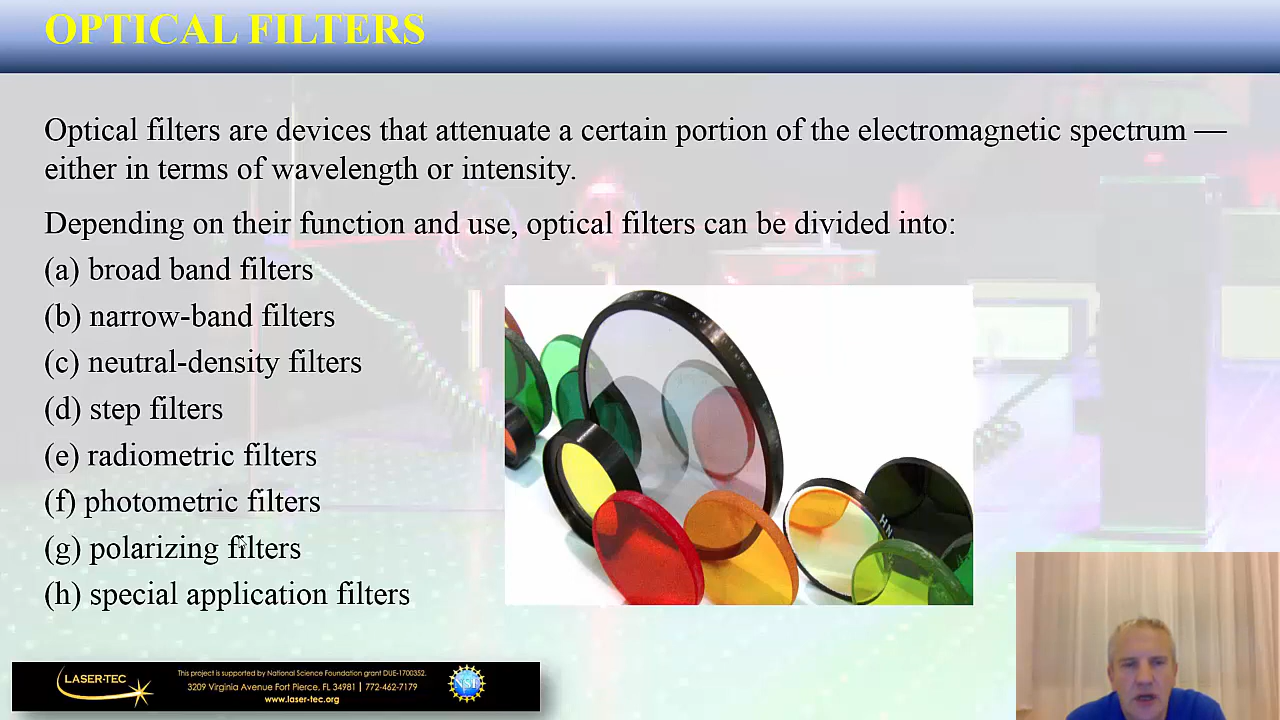 OPTICAL FILTERS
Optical filters are devices that attenuate a certain portion of the electromagnetic spectrum —
either in terms of wavelength or intensity.
Depending on their function and use, optical filters can be divided into:
(a) broad band filters
(b) narrow-band filters
(c) neutral-density filters
(d) step filters
(e) radiometric filters
(f) photometric filters
(g) polarizing filters
(h) special application filters
HN
LASER-TEC
This project is supported by National Science Foundation grant DUE-1700352.
3209 Virginia Avenue Fort Pierce, FL 34981 | 772-462-7179
www.laser-tec.org
NSF